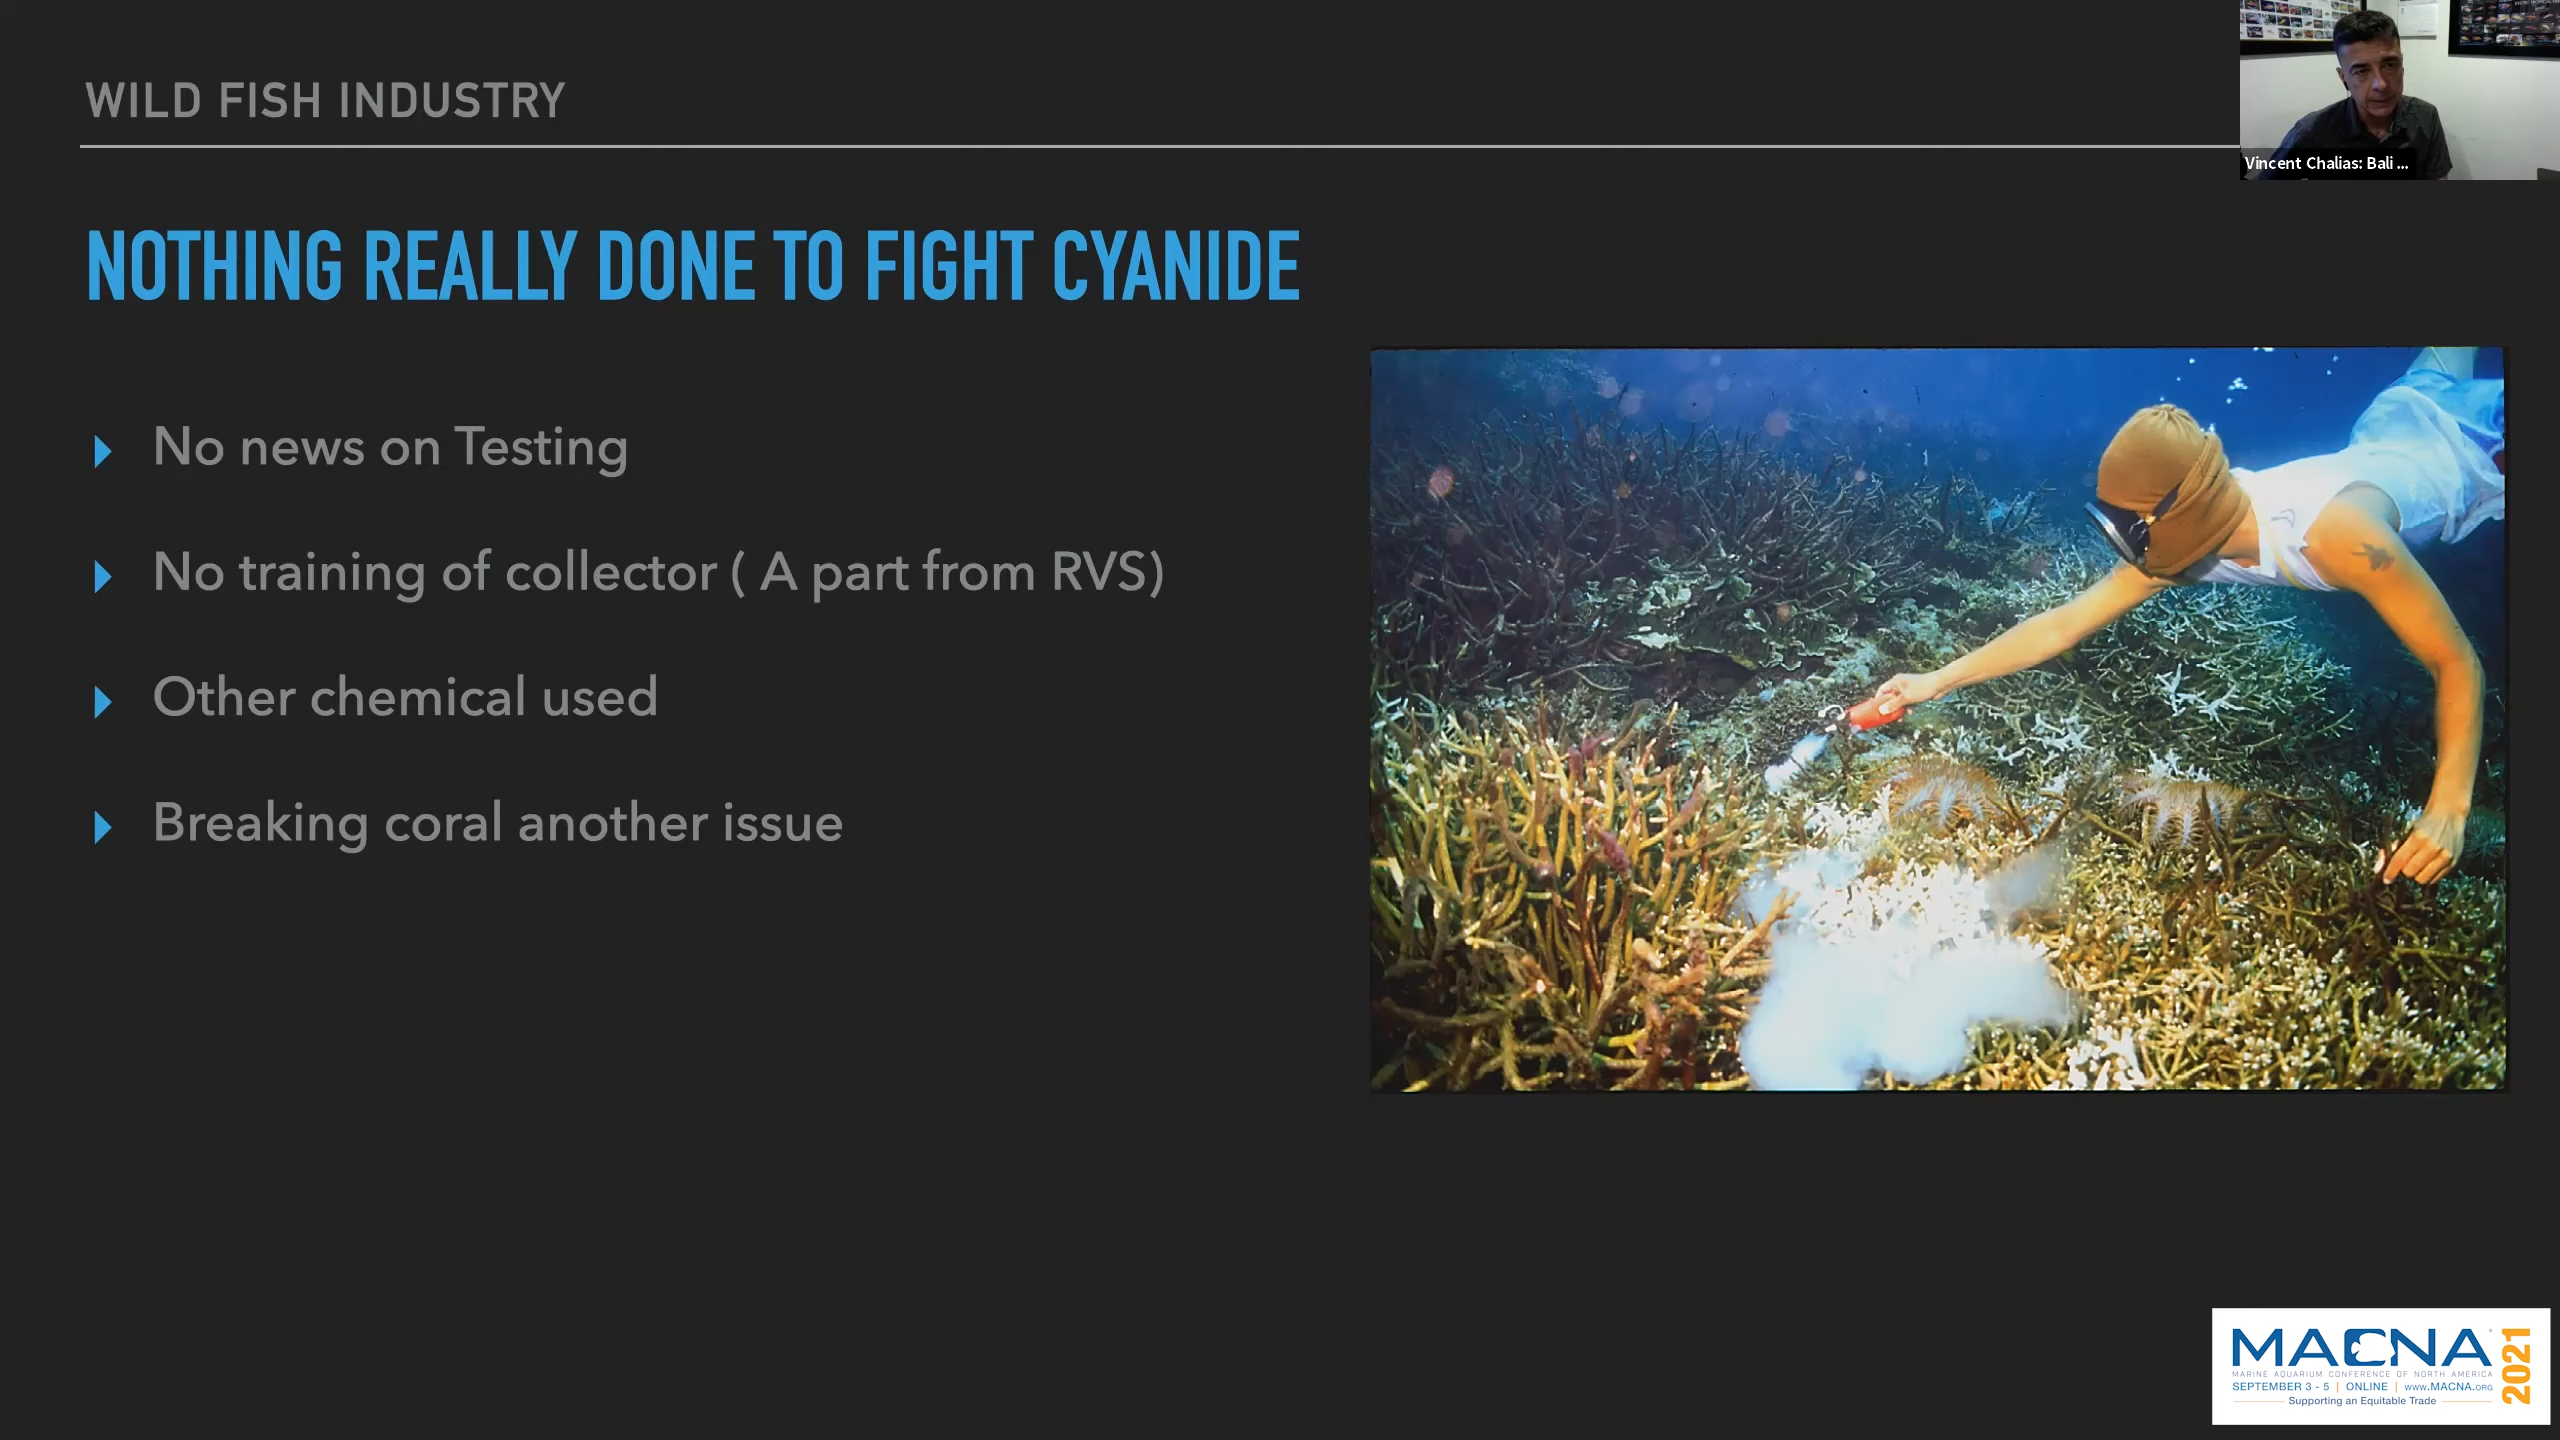 WILD FISH INDUSTRY
Vincent Chalias: Bali ...
NOTHING REALLY DONE TO FIGHT CYANIDE
No news on Testing
No training of collector ( A part from RVS)
Other chemical used
Breaking coral another issue
MACNA 2021
MARINE AQUARIUM CONFERENCE OF NORTH AMERICA
SEPTEMBER 3 - 5 | ONLINE | www.MACNA.ORG
Supporting an Equitable Trade